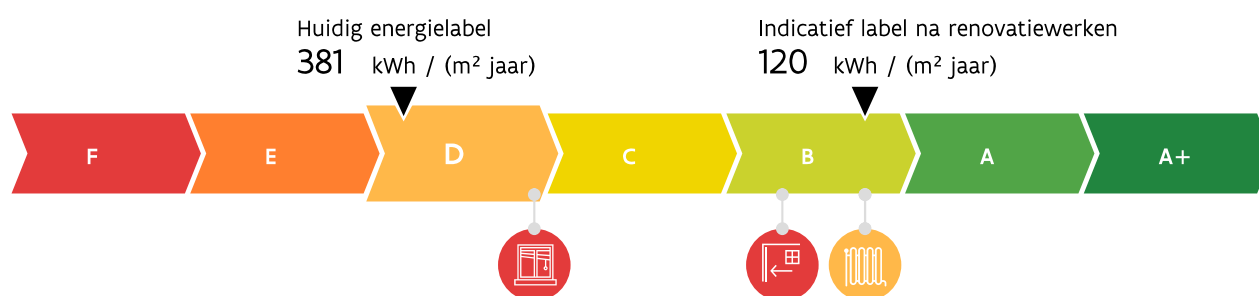 Huidig energielabel
381 kWh / (m² jaar)
Indicatief label na renovatiewerken
120 kWh / (m² jaar)
F
E
D
C
B
A
A+